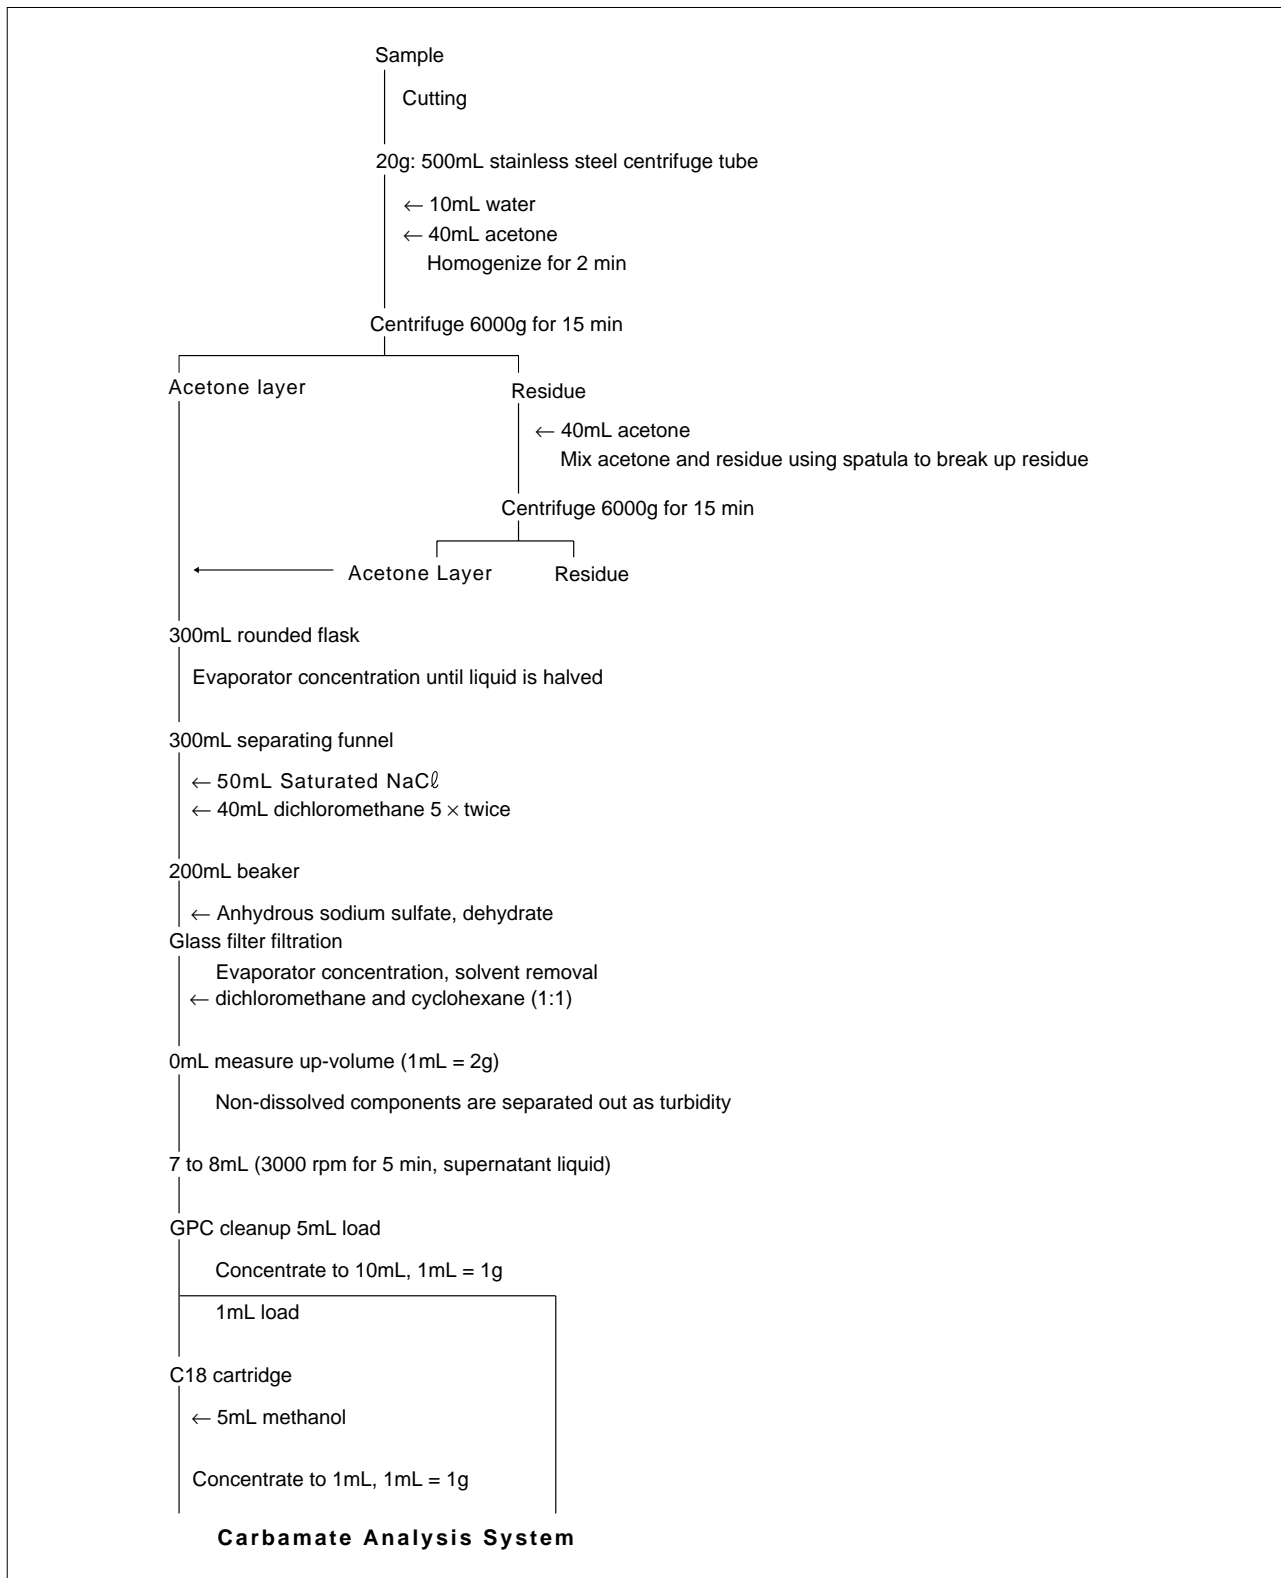 Sample
Cutting
20g: 500mL stainless steel centrifuge tube
← 10mL water
← 40mL acetone
Homogenize for 2 min
Centrifuge 6000g for 15 min
Acetone layer
Residue
← 40mL acetone
Mix acetone and residue using spatula to break up residue
Centrifuge 6000g for 15 min
Acetone Layer
Residue
300mL rounded flask
Evaporator concentration until liquid is halved
300mL separating funnel
← 50mL Saturated NaCℓ
← 40mL dichloromethane 5 × twice
200mL beaker
← Anhydrous sodium sulfate, dehydrate
Glass filter filtration
Evaporator concentration, solvent removal
← dichloromethane and cyclohexane (1:1)
0mL measure up-volume (1mL = 2g)
Non-dissolved components are separated out as turbidity
7 to 8mL (3000 rpm for 5 min, supernatant liquid)
GPC cleanup 5mL load
Concentrate to 10mL, 1mL = 1g
1mL load
C18 cartridge
← 5mL methanol
Concentrate to 1mL, 1mL = 1g
Carbamate Analysis System